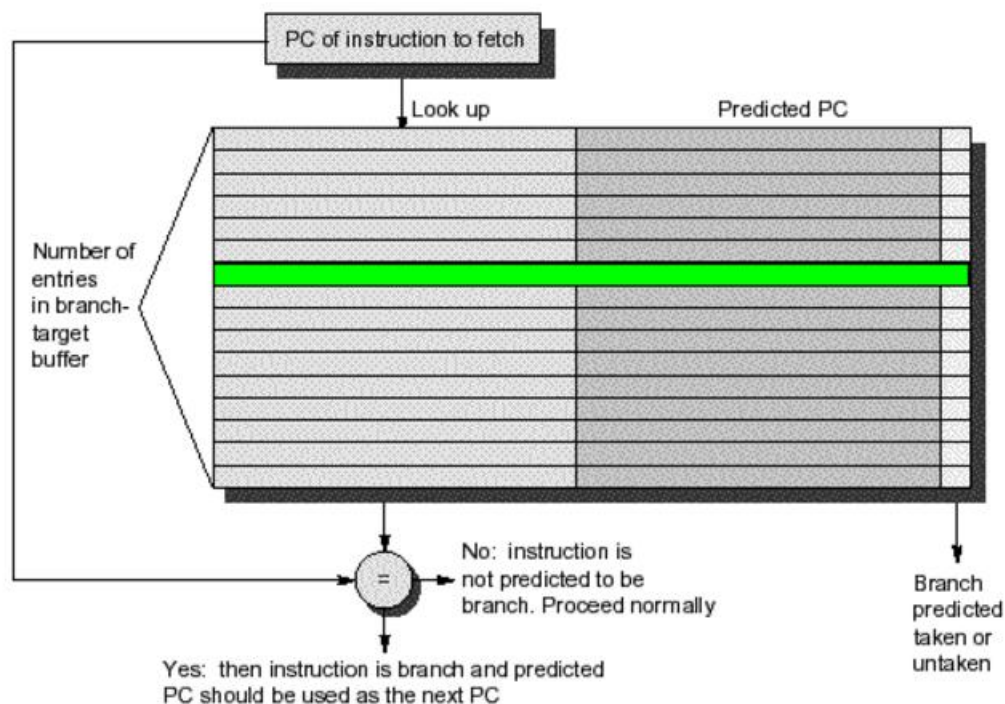 PC of instruction to fetch
Look up
Predicted PC
Number of
entries
in branch-
target
buffer
=
No: instruction is
not predicted to be
branch. Proceed normally
Branch
predicted
taken or
untaken
Yes: then instruction is branch and predicted
PC should be used as the next PC